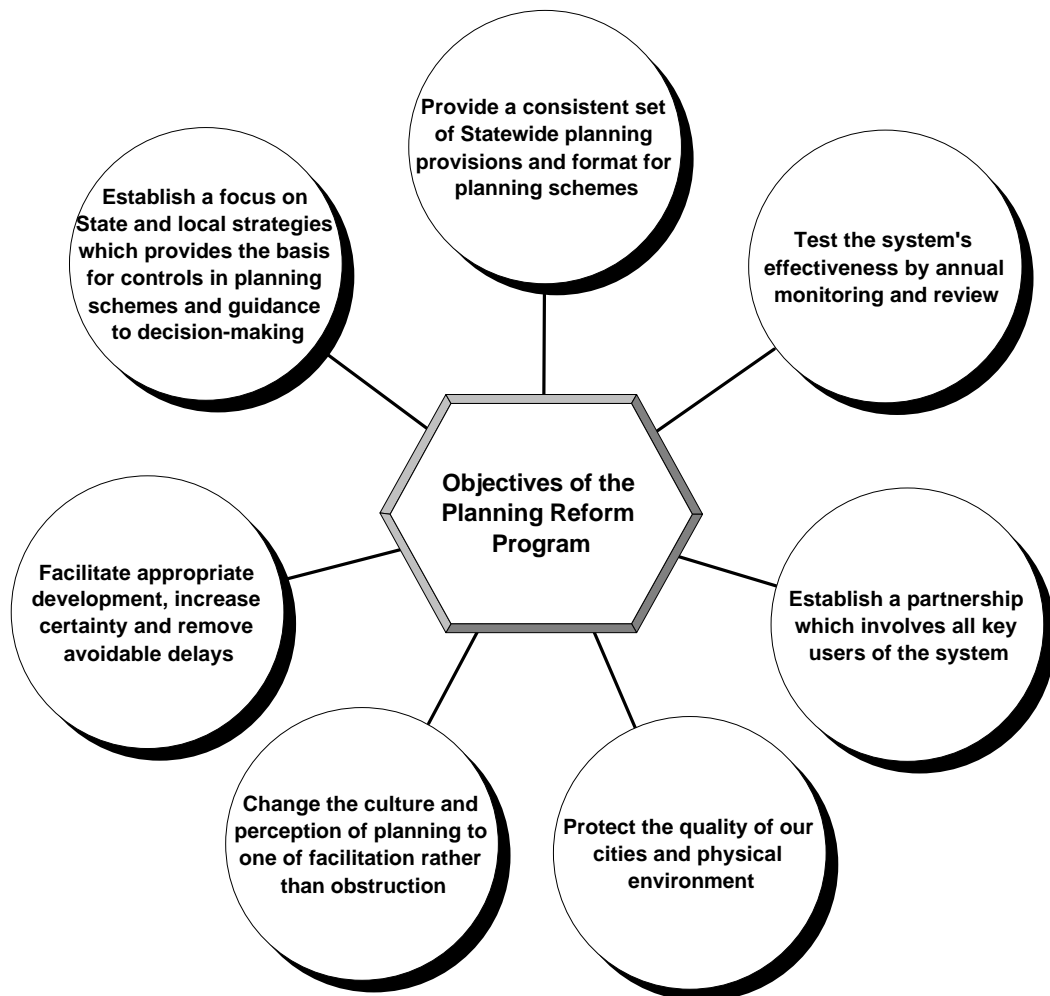 Provide a consistent set
of Statewide planning
provisions and format for
planning schemes
Establish a focus on
State and local strategies
which provides the basis
for controls in planning
schemes and guidance
to decision-making
Test the system's
effectiveness by annual
monitoring and review
Objectives of the
Planning Reform
Program
Facilitate appropriate
development, increase
certainty and remove
avoidable delays
Establish a partnership
which involves all key
users of the system
Change the culture and
perception of planning to
one of facilitation rather
than obstruction
Protect the quality of our
cities and physical
environment